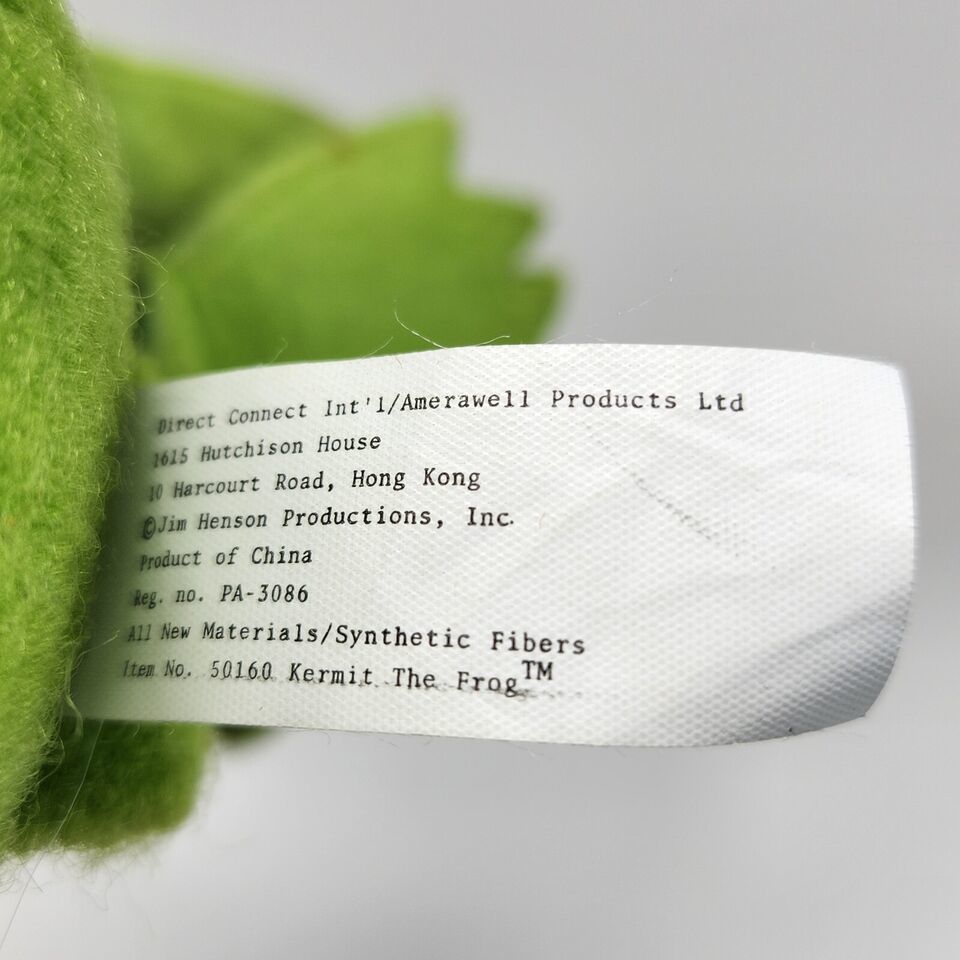 Direct Connect Int'l/Amerawell Products Ltd
1615 Hutchison House
10 Harcourt Road, Hong Kong
©Jim Henson Productions, Inc.
Product of China
Reg. no. PA-3086
All New Materials/Synthetic Fibers
Item No. 50160 Kermit The Frog™